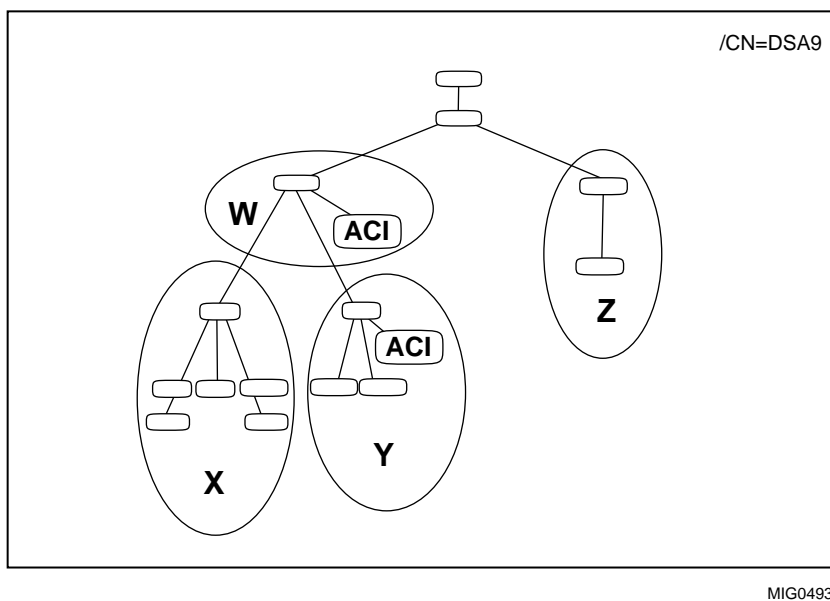 /CN=DSA9
W
ACI
Z
ACI
Y
X
MIG0493